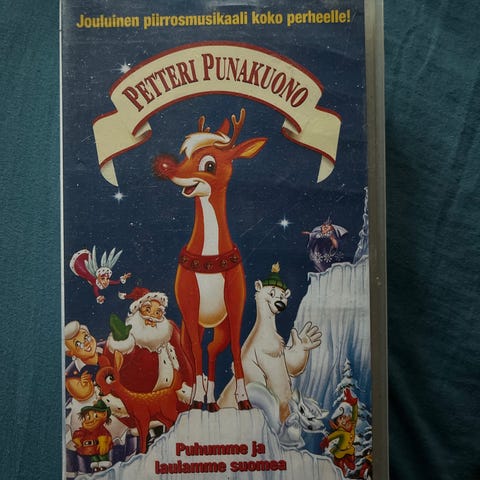 Jouluinen piirrosmusikaali koko perheelle!
PETTERI PUNAKUONO
Puhumme ja
laulamme suomea